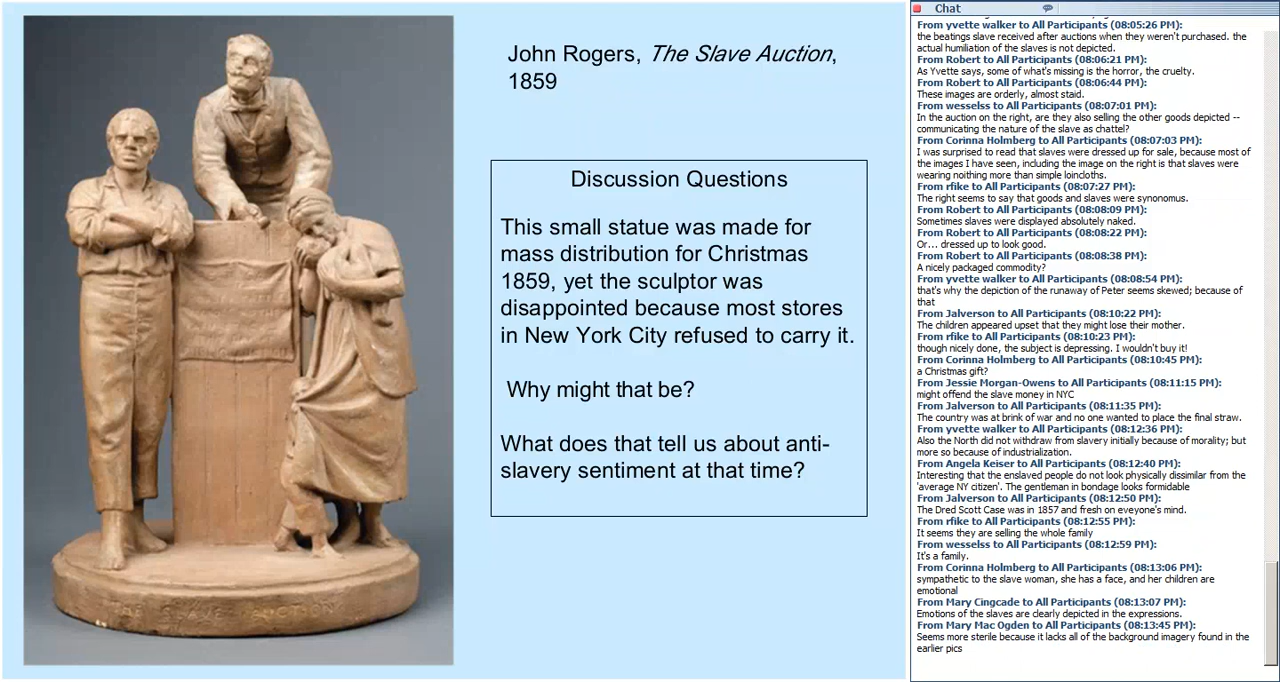 John Rogers, The Slave Auction,
1859
Discussion Questions
This small statue was made for
mass distribution for Christmas
1859, yet the sculptor was
disappointed because most stores
in New York City refused to carry it.
Why might that be?
What does that tell us about anti-
slavery sentiment at that time?
THE SLAVE AUCTION
Chat
From yvette walker to All Participants (08:05:26 PM):
the beatings slave received after auctions when they weren't purchased. the
actual humiliation of the slaves is not depicted.
From Robert to All Participants (08:06:21 PM):
As Yvette says, some of what's missing is the horror, the cruelty.
From Robert to All Participants (08:06:44 PM):
These images are orderly, almost staid.
From wesselss to All Participants (08:07:01 PM):
In the auction on the right, are they also selling the other goods depicted --
communicating the nature of the slave as chattel?
From Corinna Holmberg to All Participants (08:07:03 PM):
I was surprised to read that slaves were dressed up for sale, because most of
the images I have seen, including the image on the right is that slaves were
wearing noithing more than simple loincloths.
From rfike to All Participants (08:07:27 PM):
The right seems to say that goods and slaves were synonomus.
From Robert to All Participants (08:08:09 PM):
Sometimes slaves were displayed absolutely naked.
From Robert to All Participants (08:08:22 PM):
Or... dressed up to look good.
From Robert to All Participants (08:08:38 PM):
A nicely packaged commodity?
From yvette walker to All Participants (08:08:54 PM):
that's why the depiction of the runaway of Peter seems skewed; because of
that
From Jalverson to All Participants (08:10:22 PM):
The children appeared upset that they might lose their mother.
From rfike to All Participants (08:10:23 PM):
though nicely done, the subject is depressing. I wouldn't buy it!
From Corinna Holmberg to All Participants (08:10:45 PM):
a Christmas gift?
From Jessie Morgan-Owens to All Participants (08:11:15 PM):
might offend the slave money in NYC
From Jalverson to All Participants (08:11:35 PM):
The country was at brink of war and no one wanted to place the final straw.
From yvette walker to All Participants (08:12:36 PM):
Also the North did not withdraw from slavery initially because of morality; but
more so because of industrialization.
From Angela Keiser to All Participants (08:12:40 PM):
Interesting that the enslaved people do not look physically dissimilar from the
'average NY citizen'. The gentleman in bondage looks formidable
From Jalverson to All Participants (08:12:50 PM):
The Dred Scott Case was in 1857 and fresh on eveyone's mind.
From rfike to All Participants (08:12:55 PM):
It seems they are selling the whole family
From wesselss to All Participants (08:12:59 PM):
It's a family.
From Corinna Holmberg to All Participants (08:13:06 PM):
sympathetic to the slave woman, she has a face, and her children are
emotional
From Mary Cingcade to All Participants (08:13:07 PM):
Emotions of the slaves are clearly depicted in the expressions.
From Mary Mac Ogden to All Participants (08:13:45 PM):
Seems more sterile because it lacks all of the background imagery found in the
earlier pics